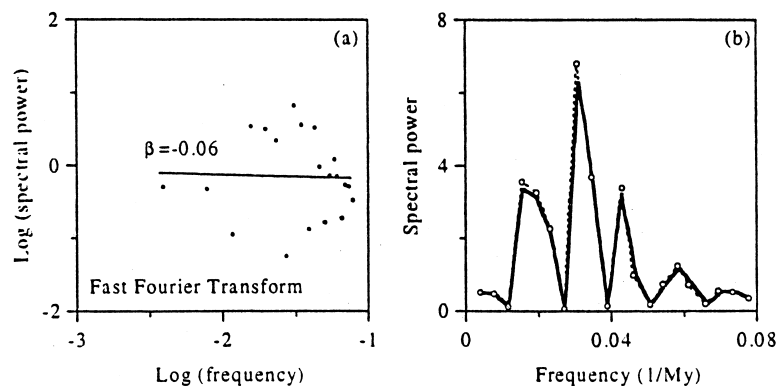 2
(a)
Log (spectral power)
0
β=-0.06
Fast Fourier Transform
-2
-3
-2
-1
Log (frequency)
8
(b)
Spectral power
4
0
0
0.04
0.08
Frequency (1/My)